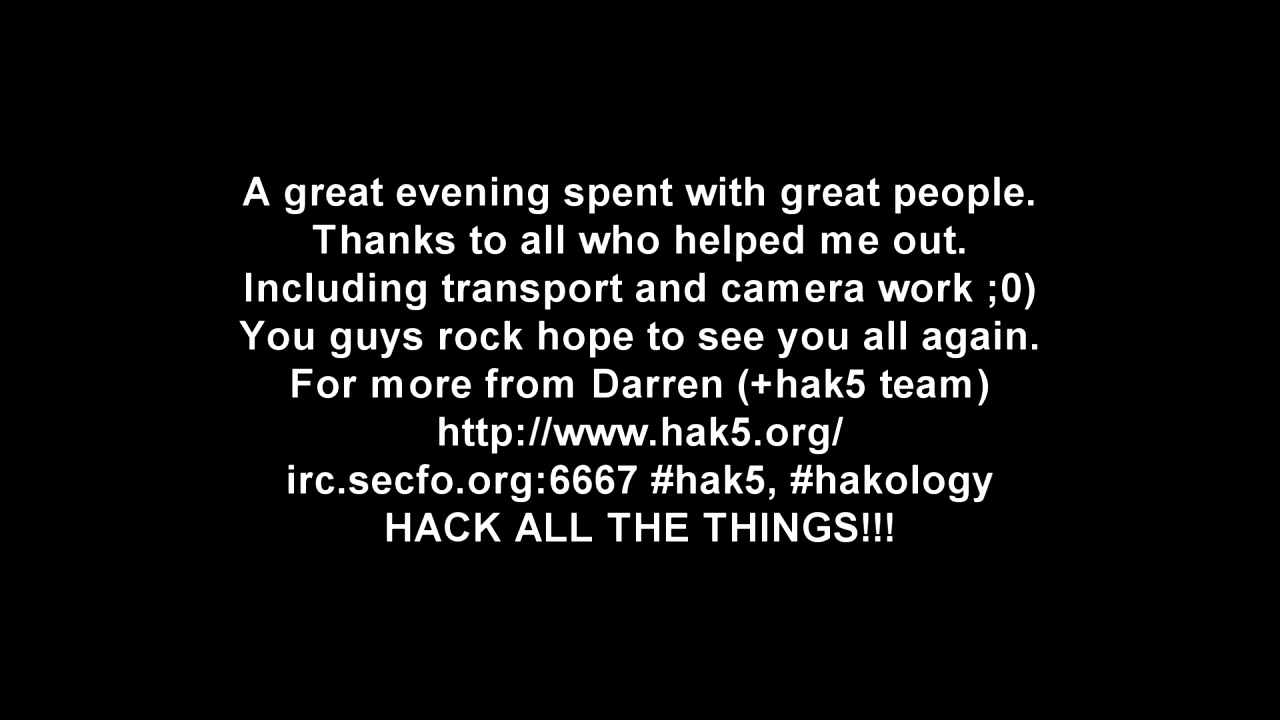 A great evening spent with great people.
Thanks to all who helped me out.
Including transport and camera work ;0)
You guys rock hope to see you all again.
For more from Darren (+hak5 team)
http://www.hak5.org/
irc.secfo.org:6667 #hak5, #hakology
HACK ALL THE THINGS!!!